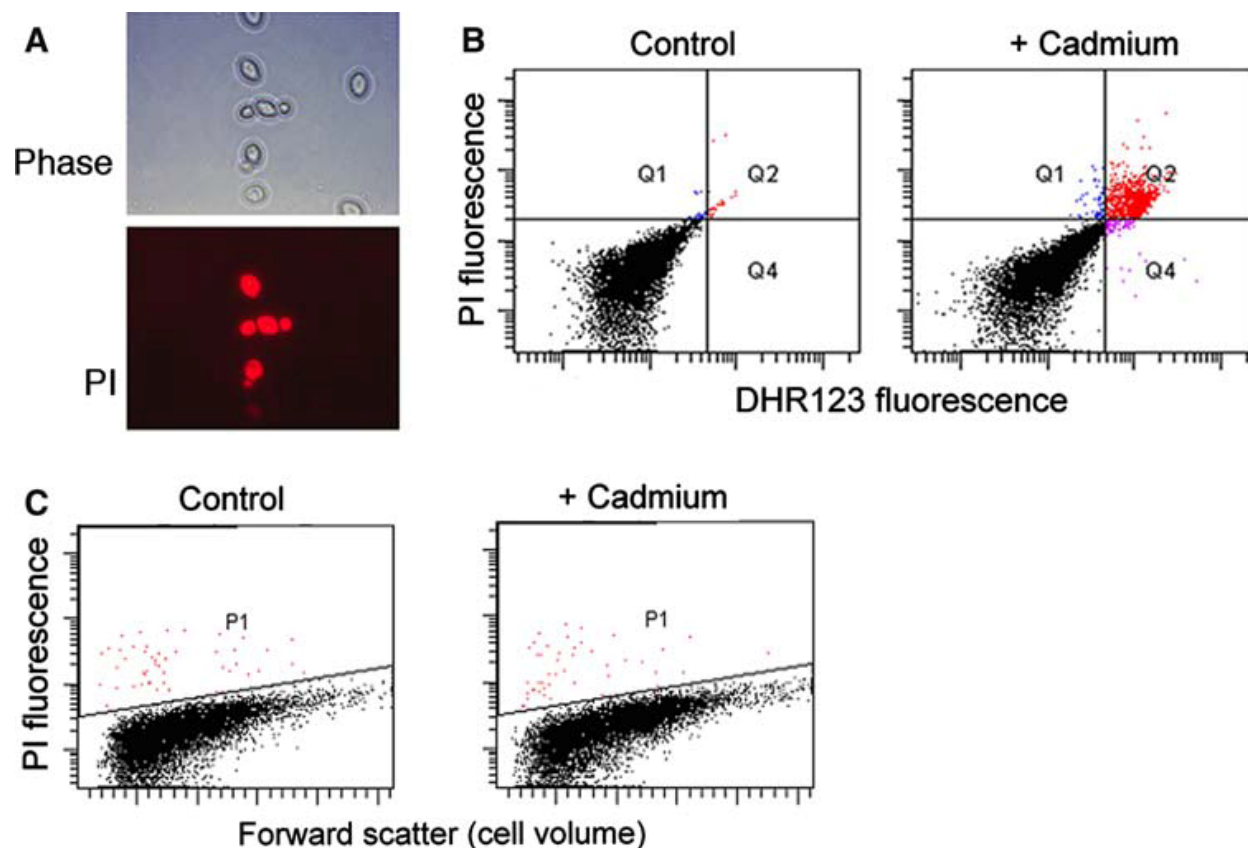 A
Phase
PI
B
Control
+ Cadmium
PI fluorescence
Q1
Q2
Q4
Q1
Q2
Q4
DHR123 fluorescence
C
Control
+ Cadmium
PI fluorescence
P1
P1
Forward scatter (cell volume)